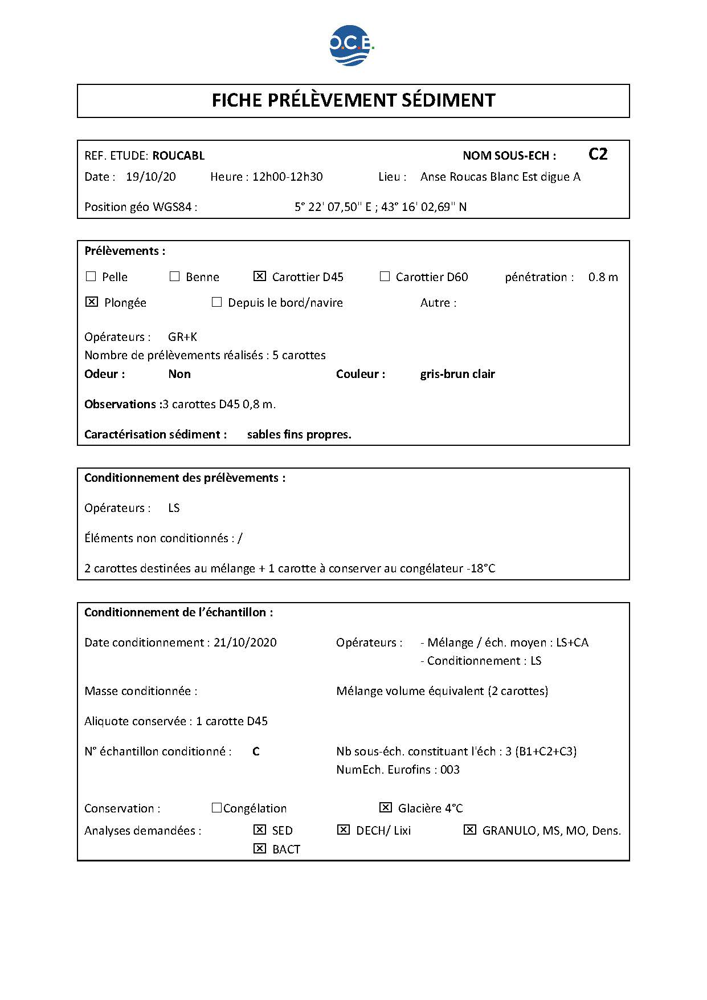 O.C.E.
FICHE PRÉLÈVEMENT SÉDIMENT
REF. ETUDE: ROUCABL NOM SOUS-ECH : C2
Date : 19/10/20 Heure : 12h00-12h30 Lieu : Anse Roucas Blanc Est digue A
Position géo WGS84 : 5° 22' 07,50" E ; 43° 16' 02,69" N
Prélèvements :
☐ Pelle ☐ Benne ☒ Carottier D45 ☐ Carottier D60 pénétration : 0.8 m
☒ Plongée ☐ Depuis le bord/navire Autre :
Opérateurs : GR+K
Nombre de prélèvements réalisés : 5 carottes
Odeur : Non Couleur : gris-brun clair
Observations :3 carottes D45 0,8 m.
Caractérisation sédiment : sables fins propres.
Conditionnement des prélèvements :
Opérateurs : LS
Éléments non conditionnés : /
2 carottes destinées au mélange + 1 carotte à conserver au congélateur -18°C
Conditionnement de l’échantillon :
Date conditionnement : 21/10/2020 Opérateurs : - Mélange / éch. moyen : LS+CA
- Conditionnement : LS
Masse conditionnée : Mélange volume équivalent (2 carottes)
Aliquote conservée : 1 carotte D45
N° échantillon conditionné : C Nb sous-éch. constituant l'éch : 3 (B1+C2+C3)
NumEch. Eurofins : 003
Conservation : ☐Congélation ☒ Glacière 4°C
Analyses demandées : ☒ SED ☒ DECH/ Lixi ☒ GRANULO, MS, MO, Dens.
☒ BACT